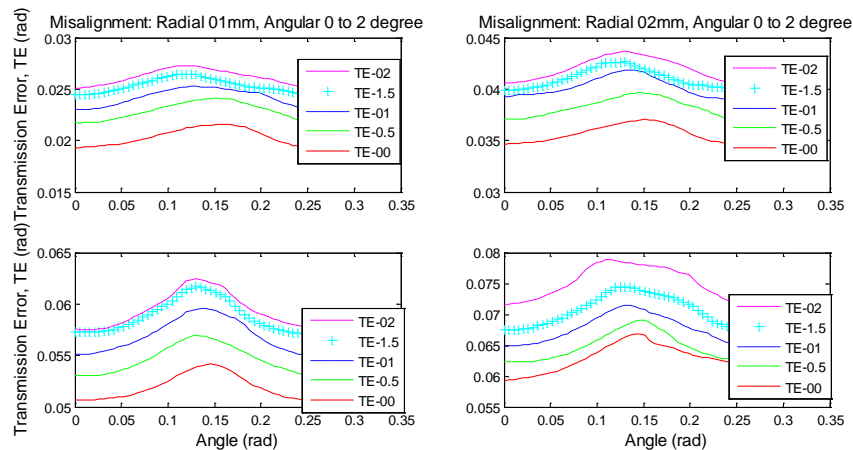 Misalignment: Radial 01mm, Angular 0 to 2 degree
Transmission Error, TE (rad)
0.03
0.025
0.02
0.015
0 0.05 0.1 0.15 0.2 0.25 0.3 0.35
TE-02
TE-1.5
TE-01
TE-0.5
TE-00
Misalignment: Radial 02mm, Angular 0 to 2 degree
0.045
0.04
0.035
0.03
0 0.05 0.1 0.15 0.2 0.25 0.3 0.35
TE-02
TE-1.5
TE-01
TE-0.5
TE-00
Transmission Error, TE (rad)
0.065
0.06
0.055
0.05
0 0.05 0.1 0.15 0.2 0.25 0.3 0.35
Angle (rad)
TE-02
TE-1.5
TE-01
TE-0.5
TE-00
0.08
0.075
0.07
0.065
0.06
0.055
0 0.05 0.1 0.15 0.2 0.25 0.3 0.35
Angle (rad)
TE-02
TE-1.5
TE-01
TE-0.5
TE-00